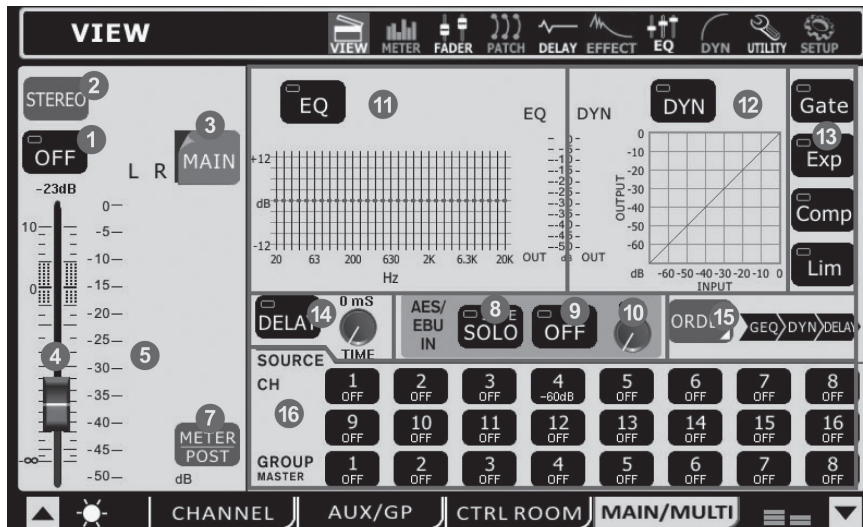 VIEW
VIEW METER FADER PATCH DELAY EFFECT EQ DYN UTILITY SETUP
STEREO 2
1
OFF
3
L R MAIN
-23dB
10
0
-∞
0
-5
-10
-15
-20
-25
-30
-35
-40
-45
-50
dB
4
5
7
METER
POST
EQ
11
+12
dB
-12
20 63 200 630 2K 6.3K 20K
Hz
EQ DYN
OUT dB OUT
DYN
12
OUTPUT
0
-10
-20
-30
-40
-50
-60
dB -60 -50 -40 -30 -20 -10 0
INPUT
Gate
13
Exp
Comp
Lim
14
0 mS
TIME
AES/
EBU
IN
8
SOLO
9
OFF
10
15
GEQ DYN DELAY
SOURCE
CH
16
1 OFF 2 OFF 3 OFF 4 -60dB 5 OFF 6 OFF 7 OFF 8 OFF
9 OFF 10 OFF 11 OFF 12 OFF 13 OFF 14 OFF 15 OFF 16 OFF
GROUP
MASTER
1 OFF 2 OFF 3 OFF 4 OFF 5 OFF 6 OFF 7 OFF 8 OFF
CHANNEL AUX/GP CTRL ROOM MAIN/MULTI